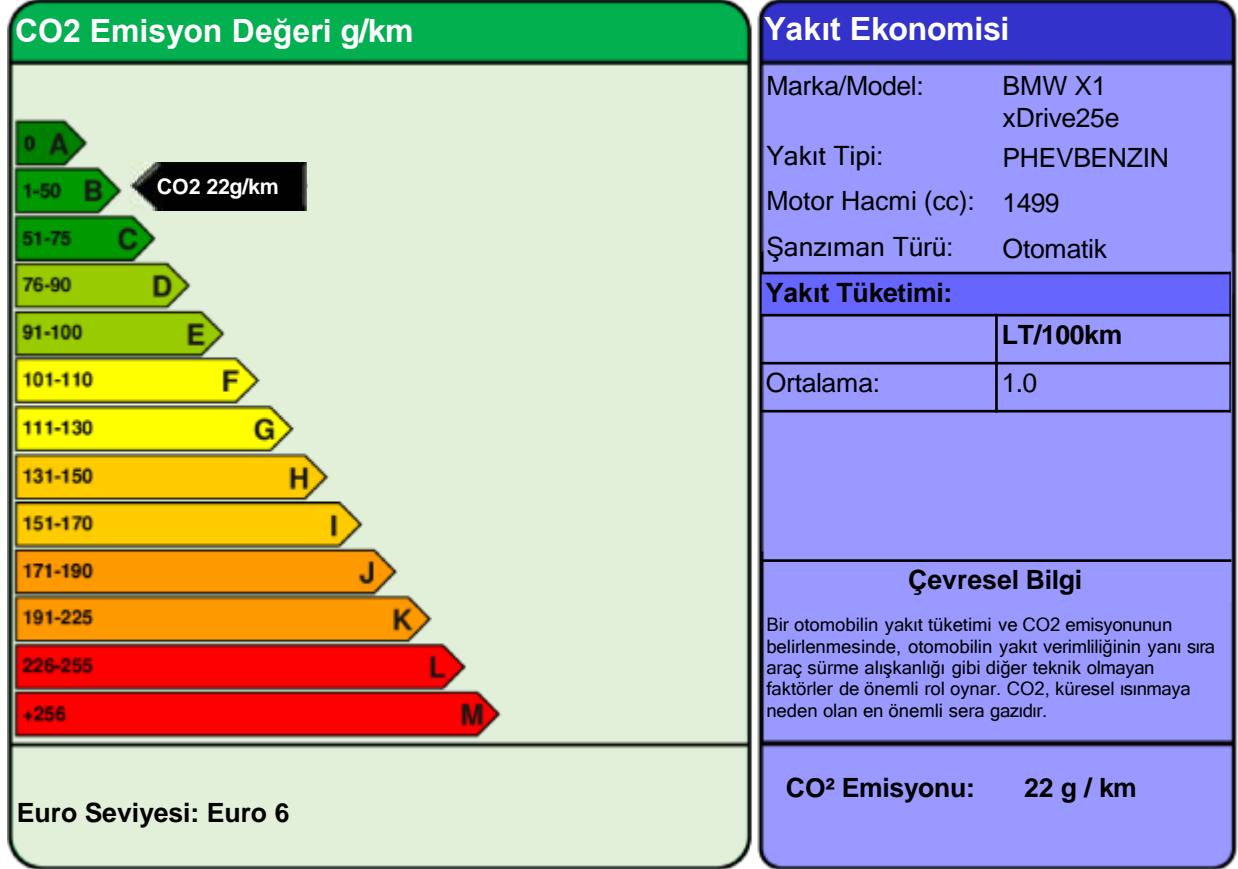 CO2 Emisyon Değeri g/km
0 A
1-50 B
CO2 22g/km
51-75 C
76-90 D
91-100 E
101-110 F
111-130 G
131-150 H
151-170 I
171-190 J
191-225 K
226-255 L
+256 M
Euro Seviyesi: Euro 6
Yakıt Ekonomisi
Marka/Model: BMW X1
xDrive25e
Yakıt Tipi: PHEVBENZIN
Motor Hacmi (cc): 1499
Şanzıman Türü: Otomatik
Yakıt Tüketimi:
LT/100km
Ortalama: 1.0
Çevresel Bilgi
Bir otomobilin yakıt tüketimi ve CO2 emisyonunun
belirlenmesinde, otomobilin yakıt verimliliğinin yanı sıra
araç sürme alışkanlığı gibi diğer teknik olmayan
faktörler de önemli rol oynar. CO2, küresel ısınmaya
neden olan en önemli sera gazıdır.
CO² Emisyonu: 22 g / km